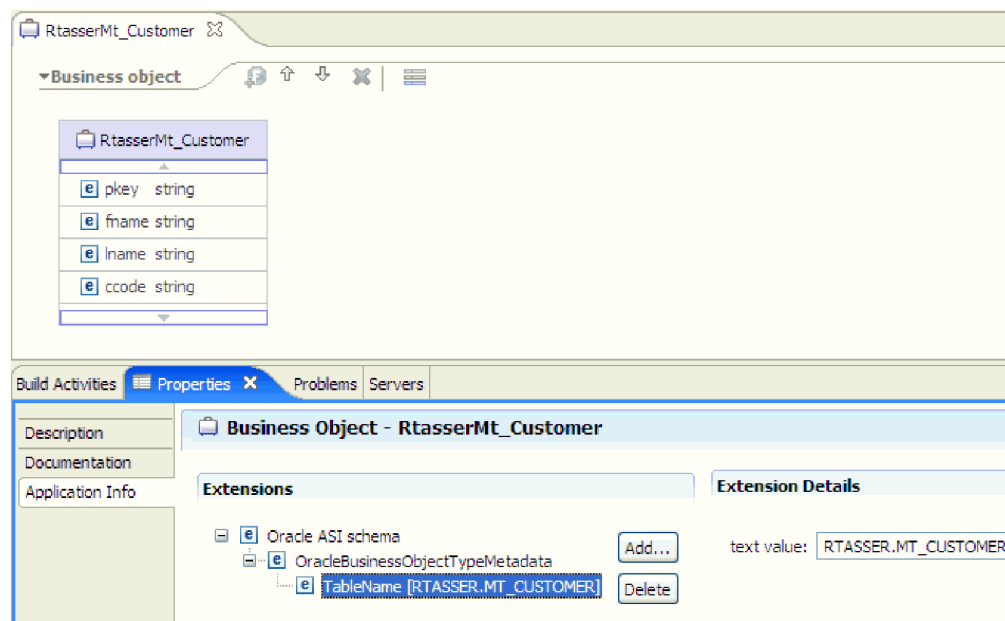 RtasserMt_Customer
Business object
RtasserMt_Customer
e pkey string
e fname string
e lname string
e ccode string
Build Activities Properties Problems Servers
Description
Documentation
Application Info
Business Object - RtasserMt_Customer
Extensions
Extension Details
e Oracle ASI schema
e OracleBusinessObjectTypeMetadata
e TableName [RTASSER.MT_CUSTOMER]
Add...
Delete
text value: RTASSER.MT_CUSTOMER